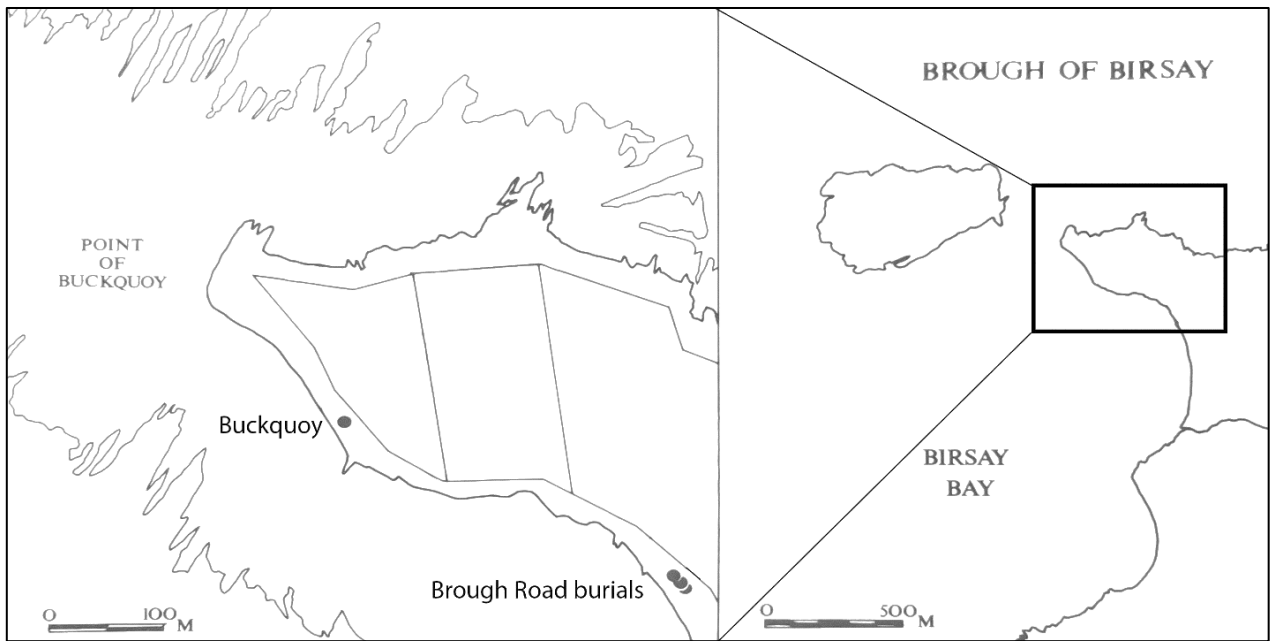 BROUGH OF BIRSAY
POINT
OF
BUCKQUOY
Buckquoy
Brough Road burials
BIRSAY
BAY
0 100 M
0 500 M